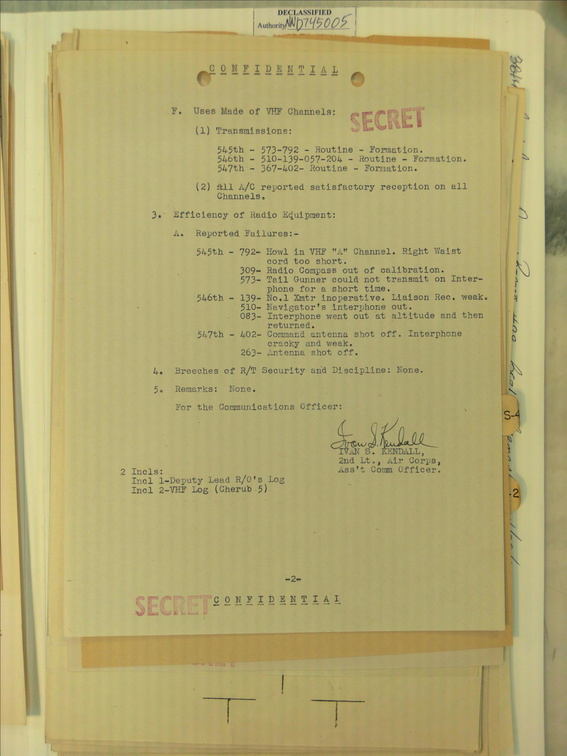 DECLASSIFIED
Authority NND745005
CONFIDENTIAL
F. Uses Made of VHF Channels:
SECRET
(1) Transmissions:
545th - 573-792 - Routine - Formation.
546th - 510-139-057-204 - Routine - Formation.
547th - 367-402- Routine - Formation.
(2) All A/C reported satisfactory reception on all
Channels.
3. Efficiency of Radio Equipment:
A. Reported Failures:-
545th - 792- Howl in VHF "A" Channel. Right Waist
cord too short.
309- Radio Compass out of calibration.
573- Tail Gunner could not transmit on Inter-
phone for a short time.
546th - 139- No.1 Xmtr inoperative. Liaison Rec. weak.
510- Navigator's interphone out.
083- Interphone went out at altitude and then
returned.
547th - 402- Command antenna shot off. Interphone
cracky and weak.
263- Antenna shot off.
4. Breeches of R/T Security and Discipline: None.
5. Remarks: None.
For the Communications Officer:
Ivan S. Kendall
IVAN S. KENDALL,
2nd Lt., Air Corps,
Ass't Comm Officer.
2 Incls:
Incl 1-Deputy Lead R/O's Log
Incl 2-VHF Log (Cherub 5)
-2-
SECRET
CONFIDENTIAL
S-4
2